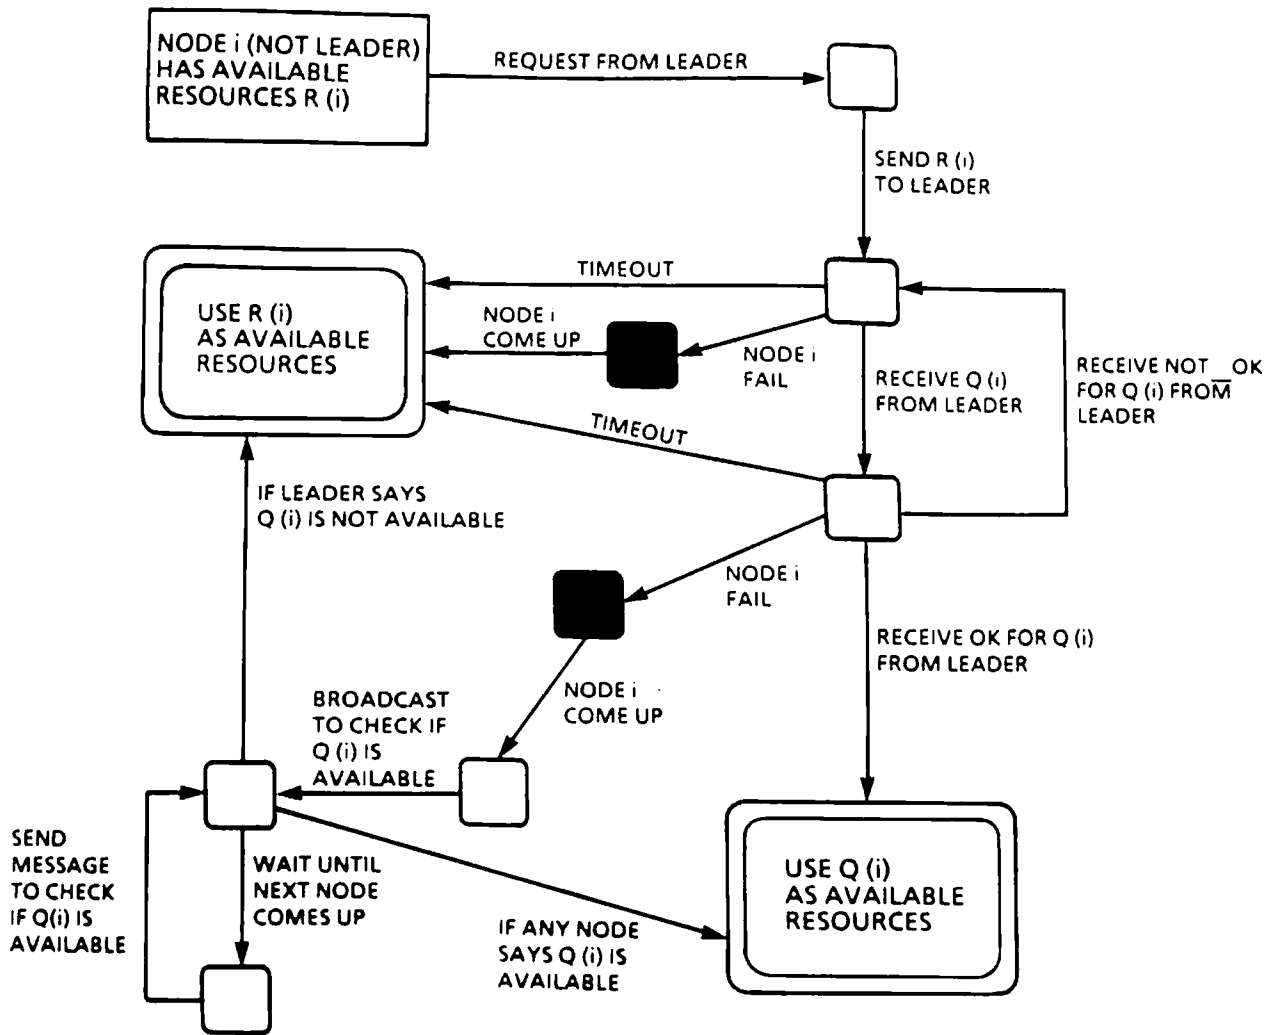 NODE i (NOT LEADER)
HAS AVAILABLE
RESOURCES R (i)
REQUEST FROM LEADER
SEND R (i)
TO LEADER
TIMEOUT
NODE i
COME UP
NODE i
FAIL
USE R (i)
AS AVAILABLE
RESOURCES
RECEIVE Q (i)
FROM LEADER
RECEIVE NOT_OK
FOR Q (i) FROM
LEADER
TIMEOUT
IF LEADER SAYS
Q (i) IS NOT AVAILABLE
NODE i
FAIL
RECEIVE OK FOR Q (i)
FROM LEADER
NODE i
COME UP
BROADCAST
TO CHECK IF
Q (i) IS
AVAILABLE
SEND
MESSAGE
TO CHECK
IF Q(i) IS
AVAILABLE
WAIT UNTIL
NEXT NODE
COMES UP
IF ANY NODE
SAYS Q (i) IS
AVAILABLE
USE Q (i)
AS AVAILABLE
RESOURCES